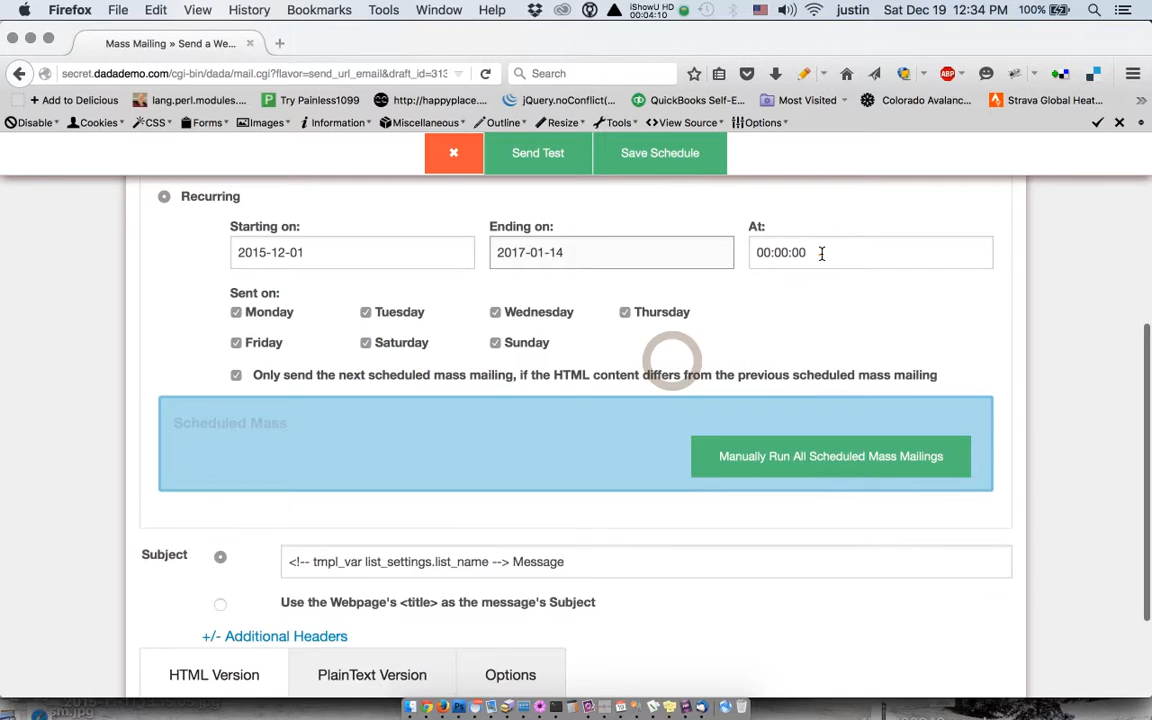 Firefox File Edit View History Bookmarks Tools Window Help iShowU HD 00:04:10 justin Sat Dec 19 12:34 PM 100%
Mass Mailing » Send a We...
secret.dadademo.com/cgi-bin/dada/mail.cgi?flavor=send_url_email&draft_id=313 Search
+ Add to Delicious lang.perl.modules.... Try Painless1099 http://happyplace.... jQuery.noConflict(... QuickBooks Self-E... Most Visited Colorado Avalanc... Strava Global Heat...
Disable Cookies CSS Forms Images Information Miscellaneous Outline Resize Tools View Source Options
Send Test Save Schedule
Recurring
Starting on: Ending on: At:
2015-12-01 2017-01-14 00:00:00
Sent on:
Monday Tuesday Wednesday Thursday
Friday Saturday Sunday
Only send the next scheduled mass mailing, if the HTML content differs from the previous scheduled mass mailing
Scheduled Mass
Manually Run All Scheduled Mass Mailings
Subject <!-- tmpl_var list_settings.list_name --> Message
Use the Webpage's <title> as the message's Subject
+/- Additional Headers
HTML Version PlainText Version Options